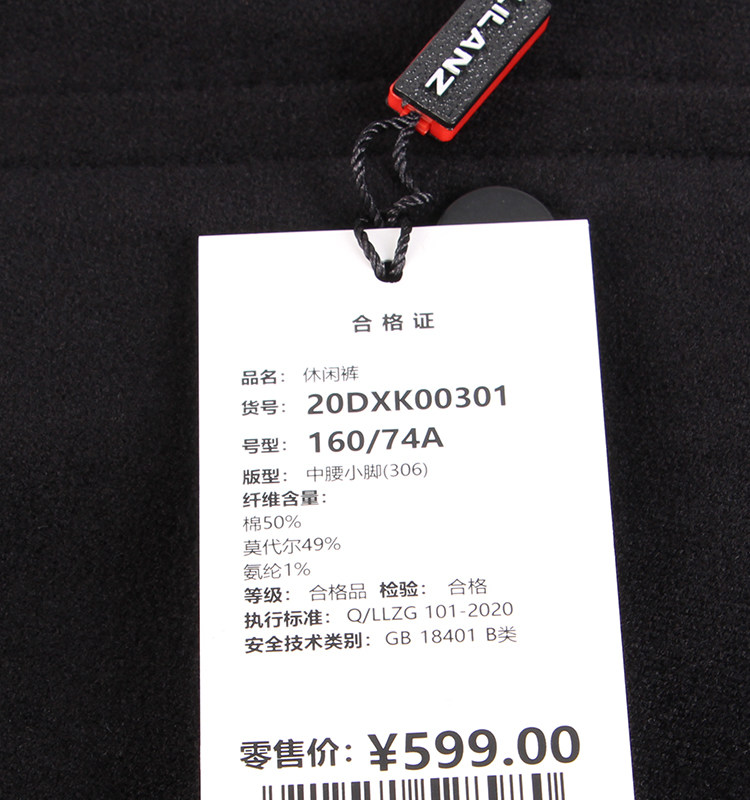 LILANZ
合格证
品名: 休闲裤
货号: 20DXK00301
号型: 160/74A
版型: 中腰小脚(306)
纤维含量:
棉50%
莫代尔49%
氨纶1%
等级: 合格品 检验: 合格
执行标准: Q/LLZG 101-2020
安全技术类别: GB 18401 B类
零售价: ¥599.00